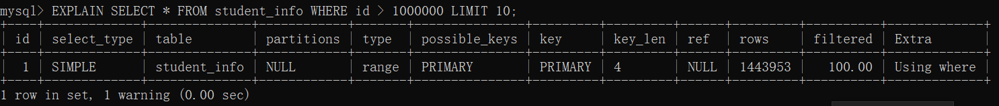 mysql> EXPLAIN SELECT * FROM student_info WHERE id > 1000000 LIMIT 10;
+----+-------------+--------------+------------+-------+---------------+---------+---------+------+---------+----------+-------------+
| id | select_type | table        | partitions | type  | possible_keys | key     | key_len | ref  | rows    | filtered | Extra       |
+----+-------------+--------------+------------+-------+---------------+---------+---------+------+---------+----------+-------------+
|  1 | SIMPLE      | student_info | NULL       | range | PRIMARY       | PRIMARY | 4       | NULL | 1443953 |   100.00 | Using where |
+----+-------------+--------------+------------+-------+---------------+---------+---------+------+---------+----------+-------------+
1 row in set, 1 warning (0.00 sec)